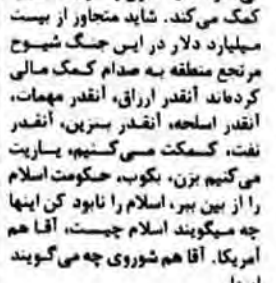 کمک می‌کند. شاید متجاوز از بیست
میلیارد دلار در این جنگ شیوخ
مرتجع منطقه به صدام کمک مالی
کرده‌اند آنقدر ارزاق، آنقدر مهمات،
آنقدر اسلحه، آنقدر بنزین، آنقدر
نفت، کمکت می‌کنیم، یاریت
می‌کنیم بزن، بکوب، حکومت اسلام
را از بین ببر، اسلام را نابود کن اینها
چه میگویند اسلام چیست، آقا هم
آمریکا. آقا هم شوروی چه می‌گویند